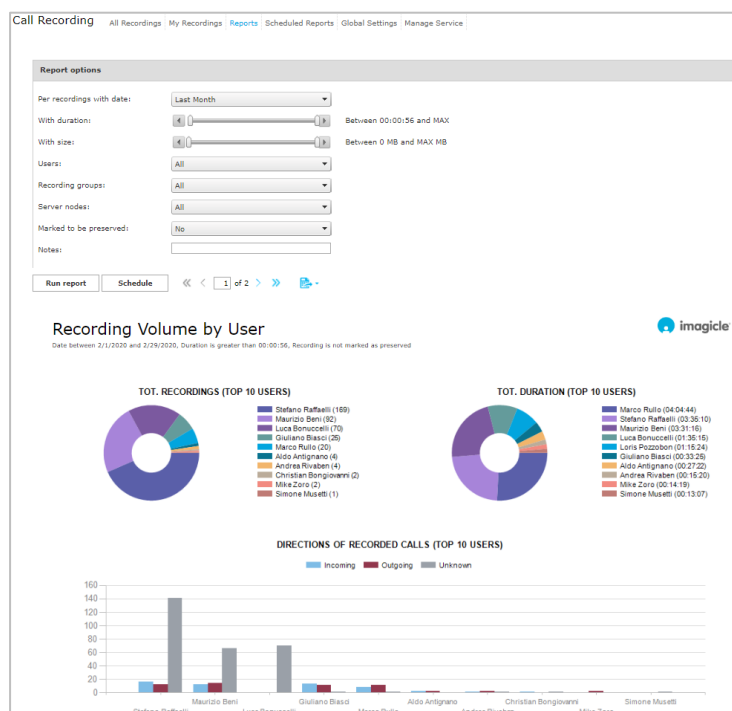 Call Recording All Recordings My Recordings Reports Scheduled Reports Global Settings Manage Service
Report options
Per recordings with date: Last Month
With duration: Between 00:00:56 and MAX
With size: Between 0 MB and MAX MB
Users: All
Recording groups: All
Server nodes: All
Marked to be preserved: No
Notes:
Run report Schedule 1 of 2
Recording Volume by User
imagicle
Date between 2/1/2020 and 2/29/2020, Duration is greater than 00:00:56, Recording is not marked as preserved
TOT. RECORDINGS (TOP 10 USERS)
Stefano Raffaelli (169)
Maurizio Beni (92)
Luca Bonuccelli (70)
Giuliano Biasci (25)
Marco Rullo (20)
Aldo Antignano (4)
Andrea Rivaben (4)
Christian Bongiovanni (2)
Mike Zoro (2)
Simone Musetti (1)
TOT. DURATION (TOP 10 USERS)
Marco Rullo (04:04:44)
Stefano Raffaelli (03:36:10)
Maurizio Beni (03:31:16)
Luca Bonuccelli (01:35:15)
Loris Pozzobon (01:15:24)
Giuliano Biasci (00:33:25)
Aldo Antignano (00:27:22)
Andrea Rivaben (00:15:20)
Mike Zoro (00:14:19)
Simone Musetti (00:13:07)
DIRECTIONS OF RECORDED CALLS (TOP 10 USERS)
Incoming Outgoing Unknown
160
140
120
100
80
60
40
20
0
Maurizio Beni Giuliano Biasci Aldo Antignano Christian Bongiovanni Simone Musetti